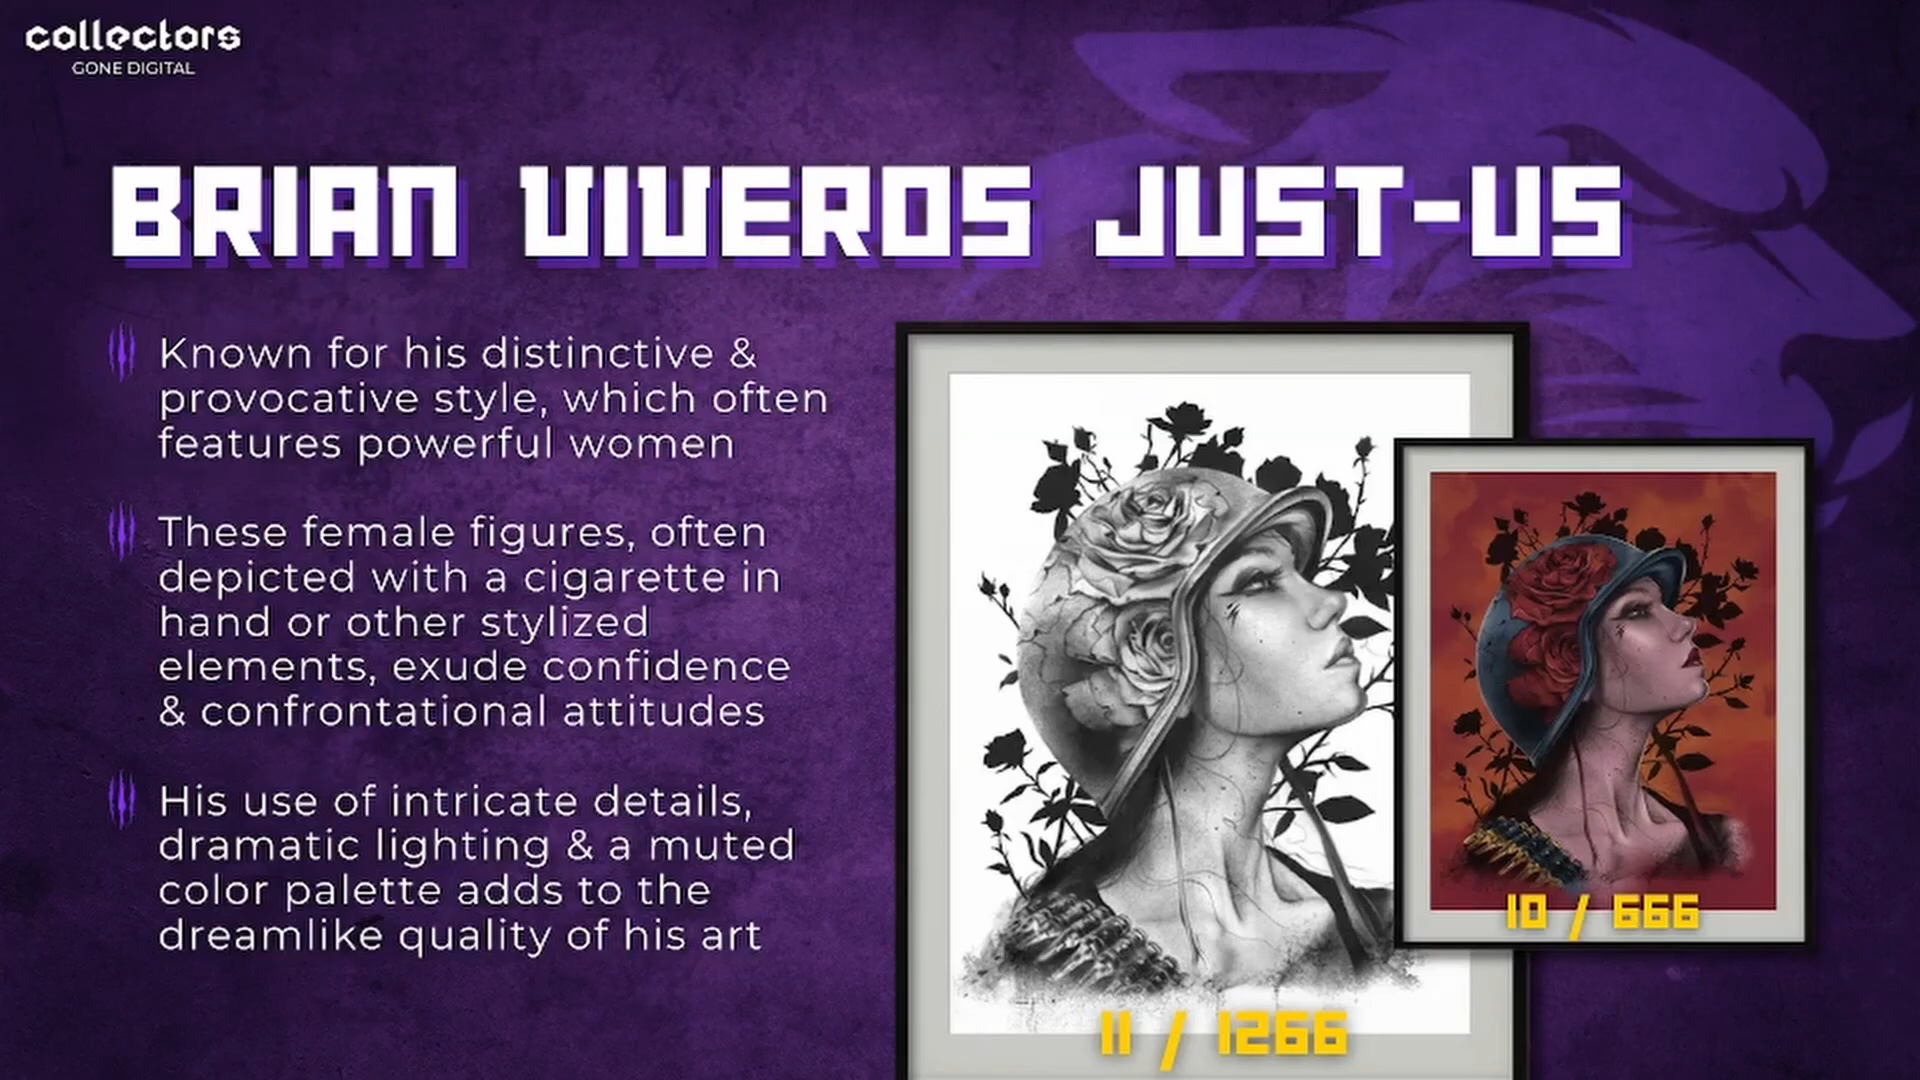 collectors
GONE DIGITAL
BRIAN VIVEROS JUST-US
Known for his distinctive &
provocative style, which often
features powerful women
These female figures, often
depicted with a cigarette in
hand or other stylized
elements, exude confidence
& confrontational attitudes
His use of intricate details,
dramatic lighting & a muted
color palette adds to the
dreamlike quality of his art
10 / 666
11 / 1266